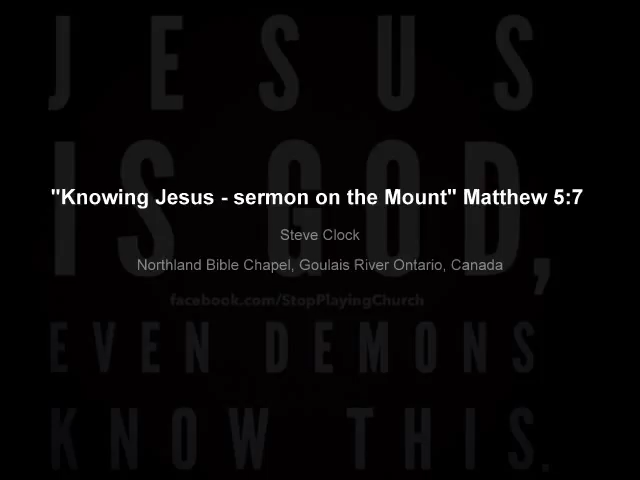 JESUS
IS GOD,
"Knowing Jesus - sermon on the Mount" Matthew 5:7
Steve Clock
Northland Bible Chapel, Goulais River Ontario, Canada
facebook.com/StopPlayingChurch
EVEN DEMONS
KNOW THIS.